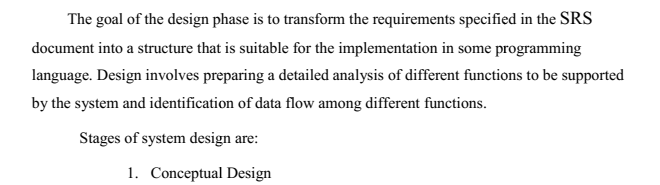 The goal of the design phase is to transform the requirements specified in the SRS
document into a structure that is suitable for the implementation in some programming
language. Design involves preparing a detailed analysis of different functions to be supported
by the system and identification of data flow among different functions.
Stages of system design are:
1. Conceptual Design